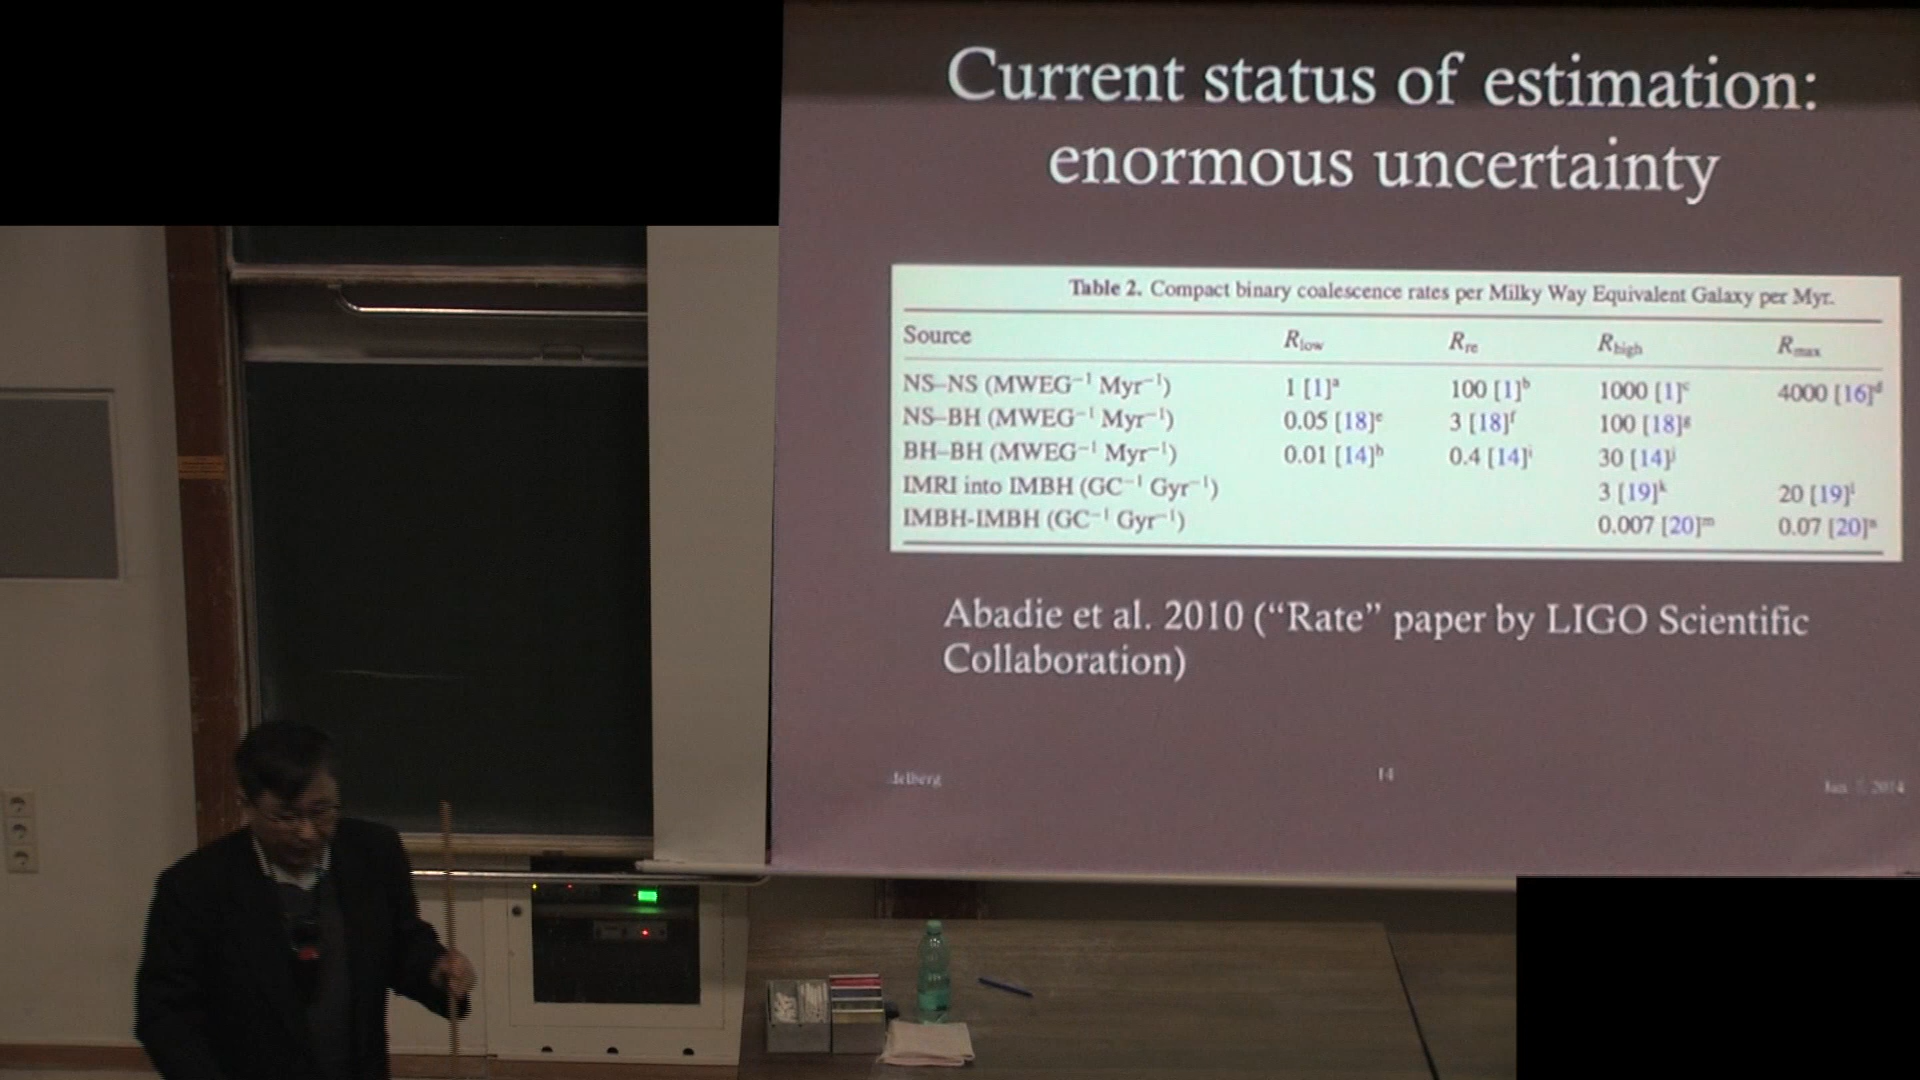 Current status of estimation:
enormous uncertainty
Table 2. Compact binary coalescence rates per Milky Way Equivalent Galaxy per Myr.
Source R_low R_re R_high R_max
NS–NS (MWEG⁻¹ Myr⁻¹) 1 [1]ᵃ 100 [1]ᵇ 1000 [1]ᶜ 4000 [16]ᵈ
NS–BH (MWEG⁻¹ Myr⁻¹) 0.05 [18]ᵉ 3 [18]ᶠ 100 [18]ᵍ
BH–BH (MWEG⁻¹ Myr⁻¹) 0.01 [14]ʰ 0.4 [14]ⁱ 30 [14]ʲ
IMRI into IMBH (GC⁻¹ Gyr⁻¹) 3 [19]ᵏ 20 [19]ˡ
IMBH-IMBH (GC⁻¹ Gyr⁻¹) 0.007 [20]ᵐ 0.07 [20]ⁿ
Abadie et al. 2010 (“Rate” paper by LIGO Scientific
Collaboration)
delberg 14 Jan 2014